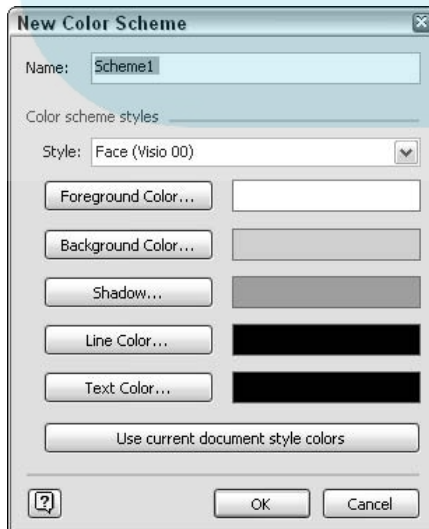 New Color Scheme
Name: Scheme1
Color scheme styles
Style: Face (Visio 00)
Foreground Color...
Background Color...
Shadow...
Line Color...
Text Color...
Use current document style colors
? OK Cancel